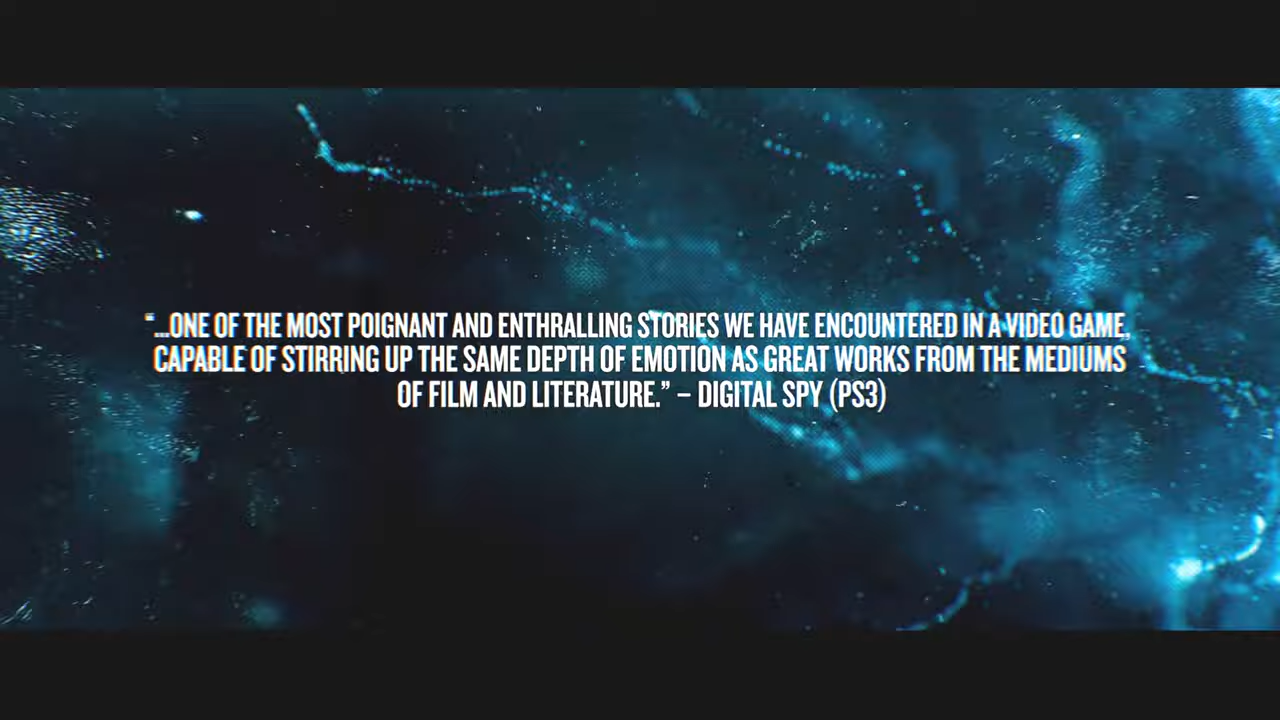 “...ONE OF THE MOST POIGNANT AND ENTHRALLING STORIES WE HAVE ENCOUNTERED IN A VIDEO GAME,
CAPABLE OF STIRRING UP THE SAME DEPTH OF EMOTION AS GREAT WORKS FROM THE MEDIUMS
OF FILM AND LITERATURE.” – DIGITAL SPY (PS3)